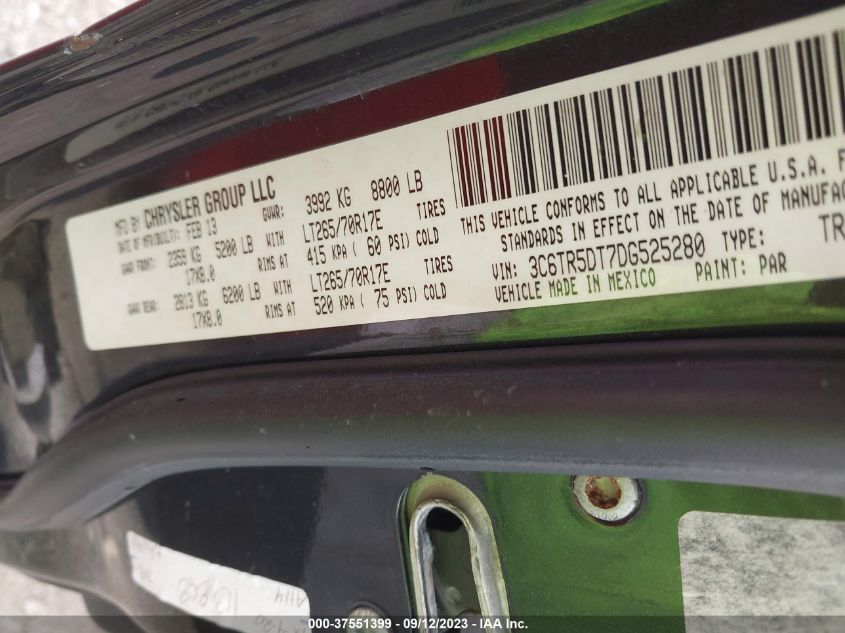 MFD BY CHRYSLER GROUP LLC
DATE OF MFR(BUILT): FEB 13 GVWR: 3992 KG 8800 LB
GAWR FRONT: 2355 KG 5200 LB WITH LT265/70R17E TIRES
17X8.0 RIMS AT 415 KPA ( 60 PSI) COLD
GAWR REAR: 2813 KG 6200 LB WITH LT265/70R17E TIRES
17X8.0 RIMS AT 520 KPA ( 75 PSI) COLD
THIS VEHICLE CONFORMS TO ALL APPLICABLE U.S.A. F
STANDARDS IN EFFECT ON THE DATE OF MANUFAC
VIN: 3C6TR5DT7DG525280 TYPE: TR
VEHICLE MADE IN MEXICO PAINT: PAR
A114
000-37551399 - 09/12/2023 - IAA Inc.